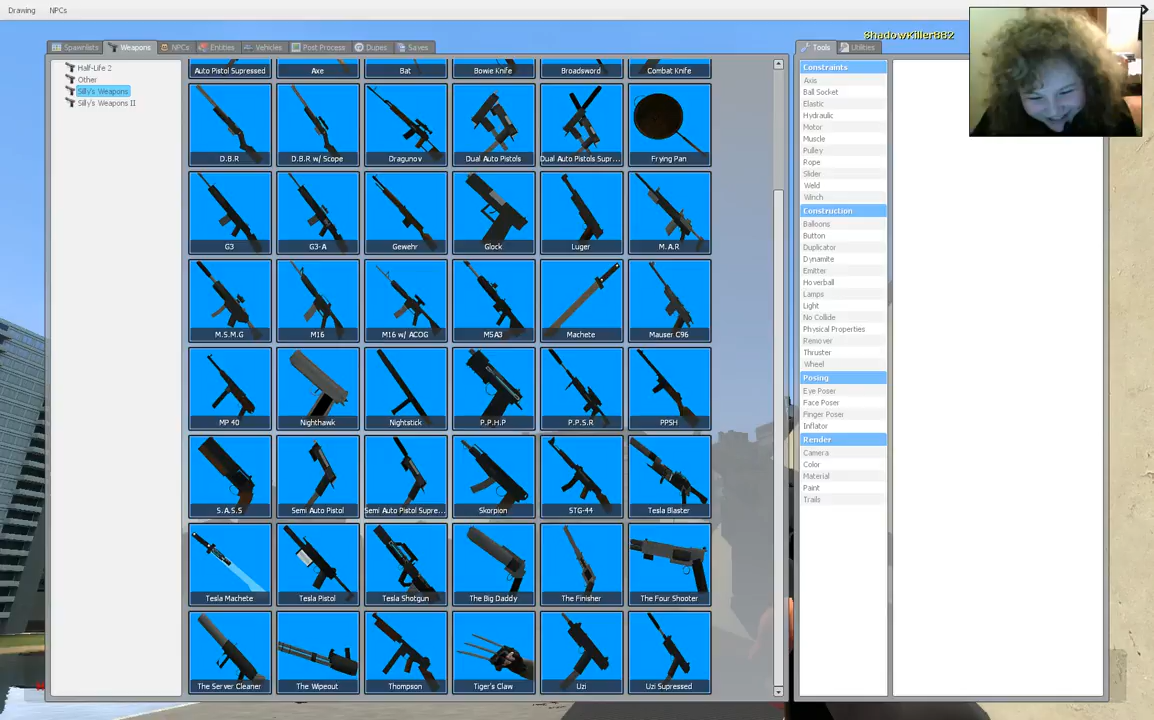 Drawing NPCs
ShadowKiller882
Spawnlists Weapons NPCs Entities Vehicles Post Process Dupes Saves
Tools Utilities
Half-Life 2
Other
Silly's Weapons
Silly's Weapons II
Auto Pistol Supressed Axe Bat Bowie Knife Broadsword Combat Knife
D.B.R D.B.R w/ Scope Dragunov Dual Auto Pistols Dual Auto Pistols Supr... Frying Pan
G3 G3-A Gewehr Glock Luger M.A.R
M.S.M.G M16 M16 w/ ACOG M5A3 Machete Mauser C96
MP 40 Nighthawk Nightstick P.P.H.P P.P.S.R PPSH
S.A.S.S Semi Auto Pistol Semi Auto Pistol Supre... Skorpion STG-44 Tesla Blaster
Tesla Machete Tesla Pistol Tesla Shotgun The Big Daddy The Finisher The Four Shooter
The Server Cleaner The Wipeout Thompson Tiger's Claw Uzi Uzi Supressed
Constraints
Axis
Ball Socket
Elastic
Hydraulic
Motor
Muscle
Pulley
Rope
Slider
Weld
Winch
Construction
Balloons
Button
Duplicator
Dynamite
Emitter
Hoverball
Lamps
Light
No Collide
Physical Properties
Remover
Thruster
Wheel
Posing
Eye Poser
Face Poser
Finger Poser
Inflator
Render
Camera
Color
Material
Paint
Trails